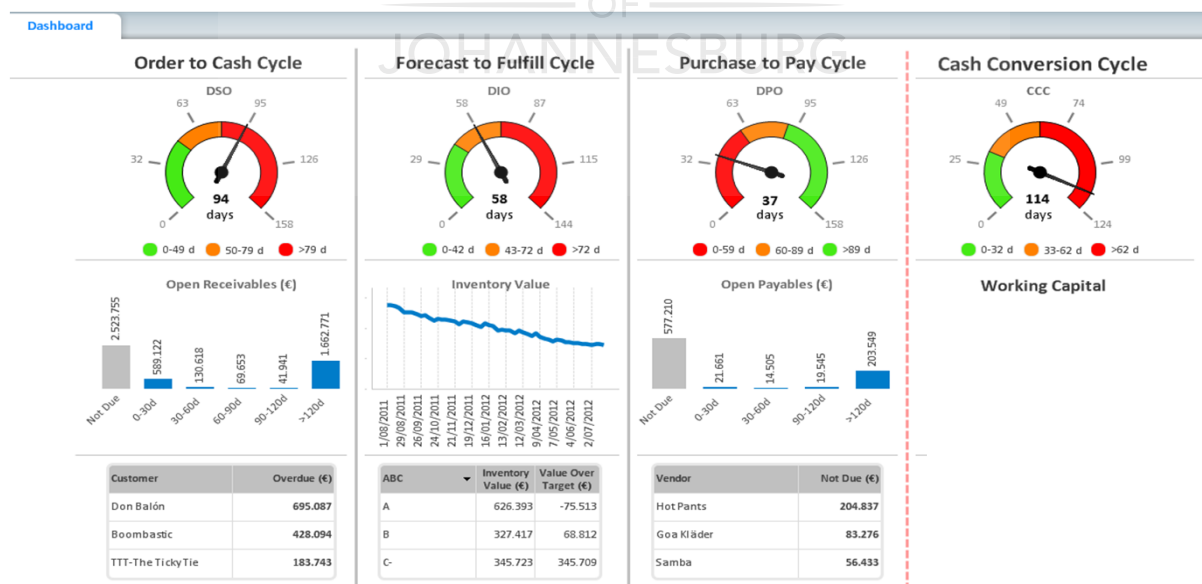 OF
JOHANNESBURG
Dashboard
Order to Cash Cycle
DSO
63 95
32 126
0 158
94
days
0-49 d 50-79 d >79 d
Open Receivables (€)
2.523.755 589.122 130.618 69.653 41.941 1.662.771
Not Due 0-30d 30-60d 60-90d 90-120d >120d
Customer Overdue (€)
Don Balón 695.087
Boombastic 428.094
TTT-The TickyTie 183.743
Forecast to Fulfill Cycle
DIO
58 87
29 115
0 144
58
days
0-42 d 43-72 d >72 d
Inventory Value
1/08/2011 29/08/2011 26/09/2011 24/10/2011 21/11/2011 19/12/2011 16/01/2012 13/02/2012 12/03/2012 9/04/2012 7/05/2012 4/06/2012 2/07/2012
ABC Inventory Value (€) Value Over Target (€)
A 626.393 -75.513
B 327.417 68.812
C- 345.723 345.709
Purchase to Pay Cycle
DPO
63 95
32 126
0 158
37
days
0-59 d 60-89 d >89 d
Open Payables (€)
577.210 21.661 14.505 19.545 203.549
Not Due 0-30d 30-60d 90-120d >120d
Vendor Not Due (€)
Hot Pants 204.837
Goa Kläder 83.276
Samba 56.433
Cash Conversion Cycle
CCC
49 74
25 99
0 124
114
days
0-32 d 33-62 d >62 d
Working Capital